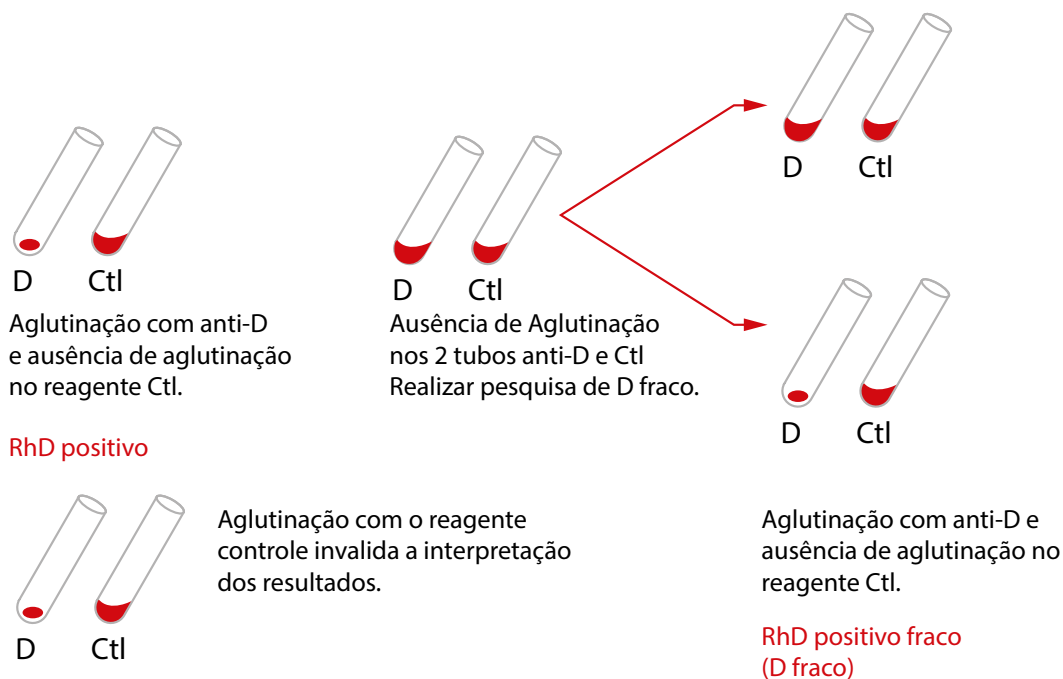 D Ctl
Aglutinação com anti-D
e ausência de aglutinação
no reagente Ctl.
RhD positivo
D Ctl
Aglutinação com o reagente
controle invalida a interpretação
dos resultados.
D Ctl
Ausência de Aglutinação
nos 2 tubos anti-D e Ctl
Realizar pesquisa de D fraco.
D Ctl
D Ctl
Aglutinação com anti-D e
ausência de aglutinação no
reagente Ctl.
RhD positivo fraco
(D fraco)